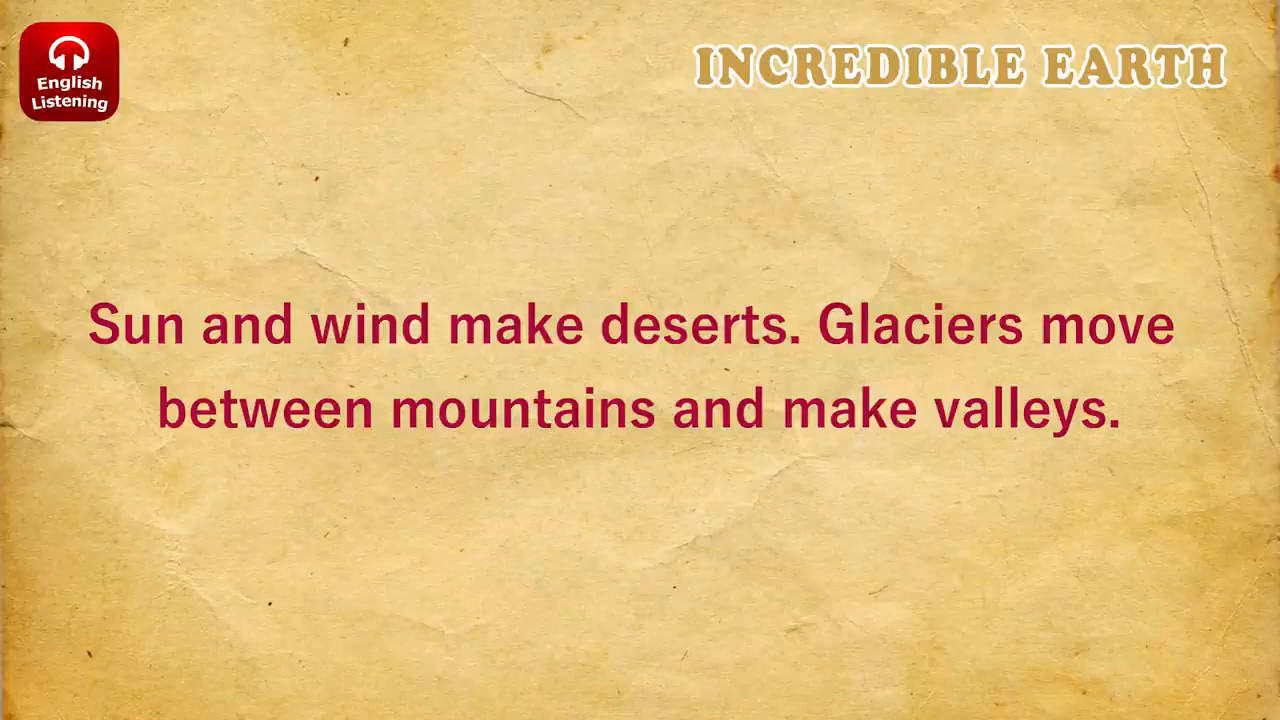 English
Listening
INCREDIBLE EARTH
Sun and wind make deserts. Glaciers move
between mountains and make valleys.